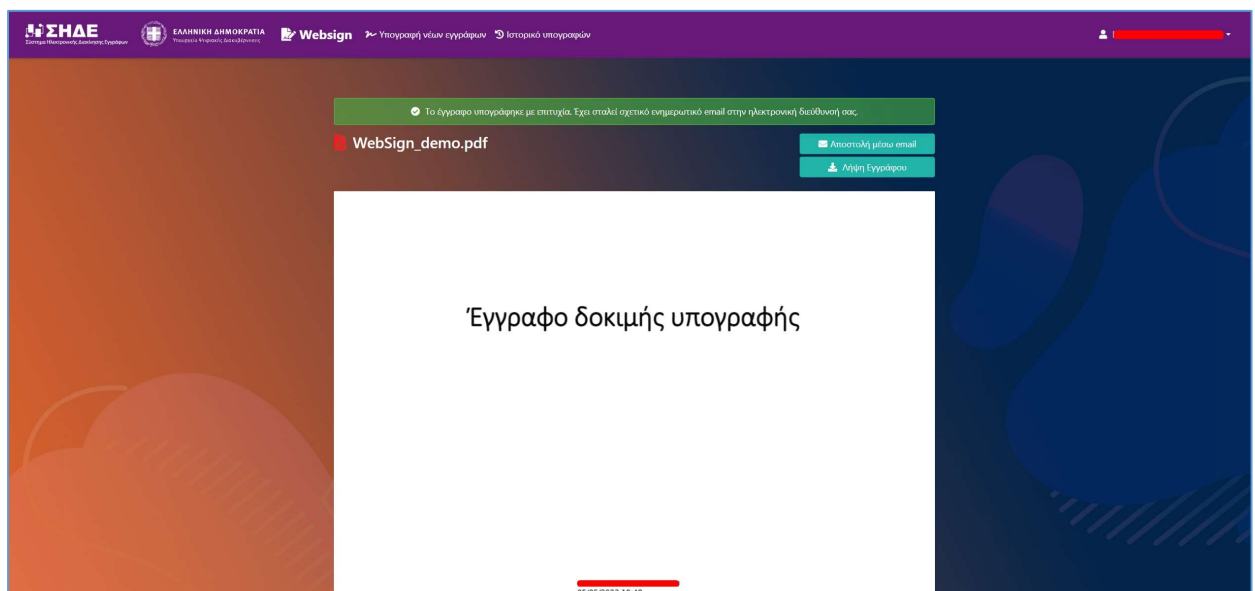 ΣΗΔΕ
Σύστημα Ηλεκτρονικής Διακίνησης Εγγράφων
ΕΛΛΗΝΙΚΗ ΔΗΜΟΚΡΑΤΙΑ
Υπουργείο Ψηφιακής Διακυβέρνησης
Websign
Υπογραφή νέων εγγράφων
Ιστορικό υπογραφών
Το έγγραφο υπογράφηκε με επιτυχία. Έχει σταλεί σχετικό ενημερωτικό email στην ηλεκτρονική διεύθυνσή σας.
WebSign_demo.pdf
Αποστολή μέσω email
Λήψη Εγγράφου
Έγγραφο δοκιμής υπογραφής